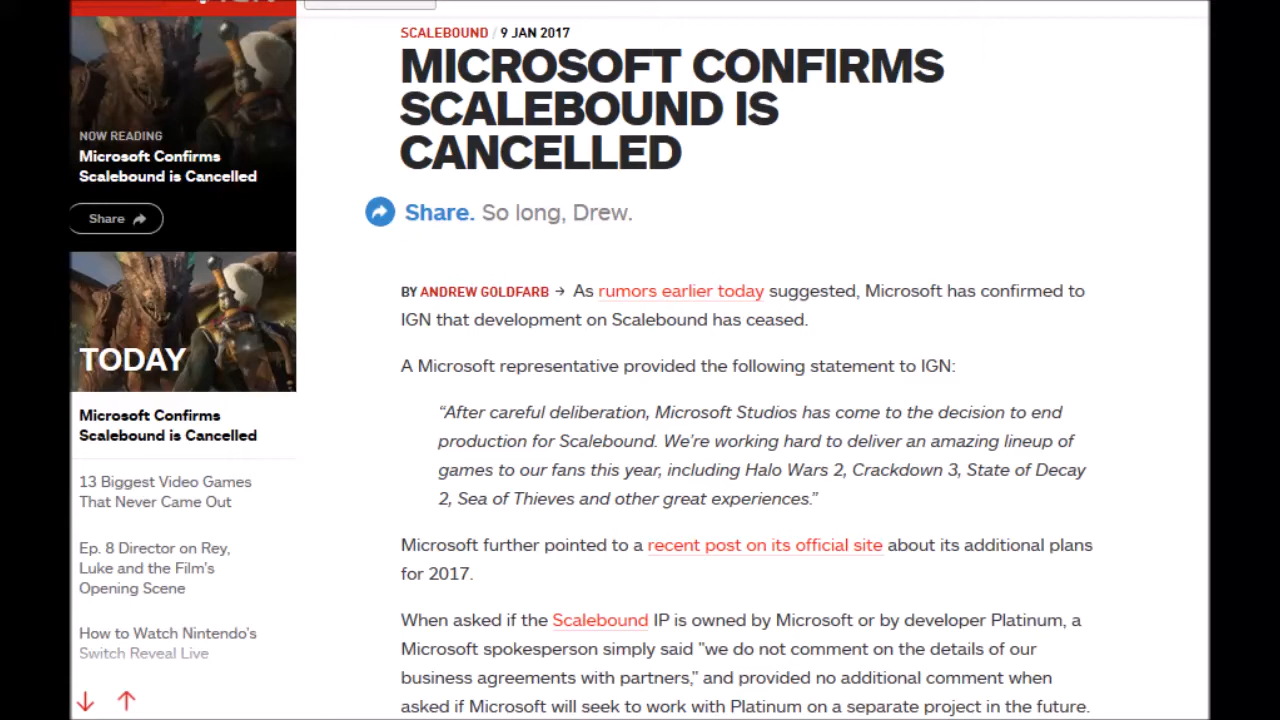 NOW READING
Microsoft Confirms
Scalebound is Cancelled
Share
TODAY
Microsoft Confirms
Scalebound is Cancelled
13 Biggest Video Games
That Never Came Out
Ep. 8 Director on Rey,
Luke and the Film's
Opening Scene
How to Watch Nintendo's
Switch Reveal Live
SCALEBOUND / 9 JAN 2017
MICROSOFT CONFIRMS
SCALEBOUND IS
CANCELLED
Share. So long, Drew.
BY ANDREW GOLDFARB → As rumors earlier today suggested, Microsoft has confirmed to
IGN that development on Scalebound has ceased.
A Microsoft representative provided the following statement to IGN:
“After careful deliberation, Microsoft Studios has come to the decision to end
production for Scalebound. We're working hard to deliver an amazing lineup of
games to our fans this year, including Halo Wars 2, Crackdown 3, State of Decay
2, Sea of Thieves and other great experiences.”
Microsoft further pointed to a recent post on its official site about its additional plans
for 2017.
When asked if the Scalebound IP is owned by Microsoft or by developer Platinum, a
Microsoft spokesperson simply said "we do not comment on the details of our
business agreements with partners," and provided no additional comment when
asked if Microsoft will seek to work with Platinum on a separate project in the future.